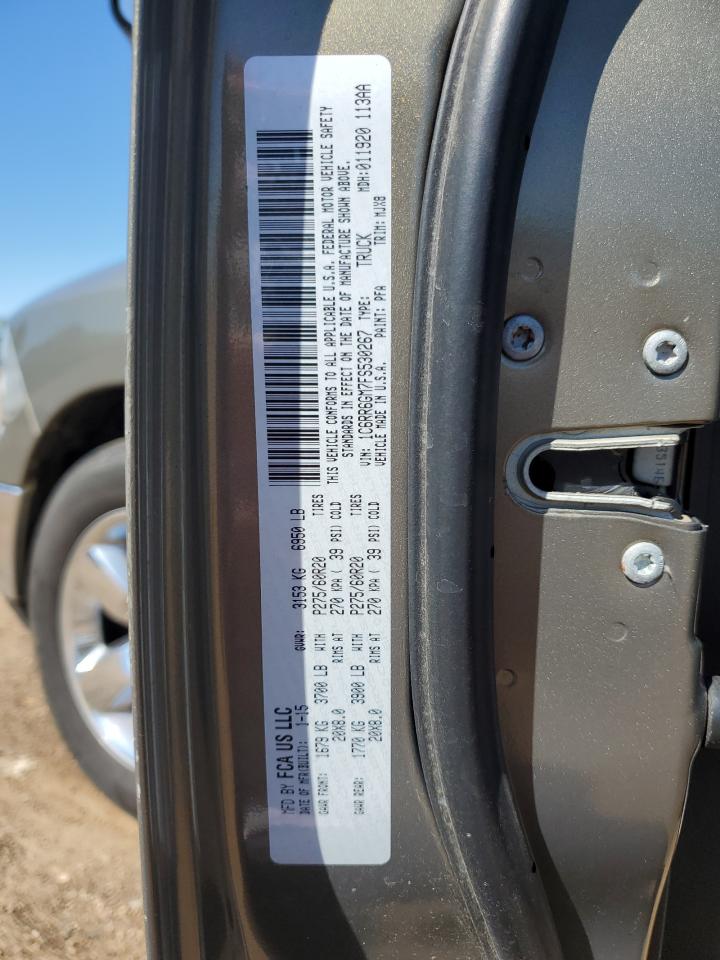 MFD BY FCA US LLC
DATE OF MFR(BUILT): 1-15
GVWR: 3153 KG 6950 LB
GAWR FRONT: 1679 KG 3700 LB WITH P275/60R20 TIRES
20X8.0 RIMS AT 270 KPA ( 39 PSI) COLD
GAWR REAR: 1770 KG 3900 LB WITH P275/60R20 TIRES
20X8.0 RIMS AT 270 KPA ( 39 PSI) COLD
THIS VEHICLE CONFORMS TO ALL APPLICABLE U.S.A. FEDERAL MOTOR VEHICLE SAFETY
STANDARDS IN EFFECT ON THE DATE OF MANUFACTURE SHOWN ABOVE.
VIN: 1C6RR6GM7FS530267 TYPE: TRUCK MDH:011920 113AA
VEHICLE MADE IN U.S.A. PAINT: PFA TRIM: MJX8